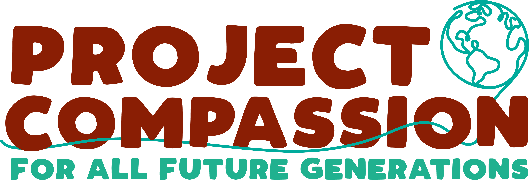 PROJECT
COMPASSION
FOR ALL FUTURE GENERATIONS